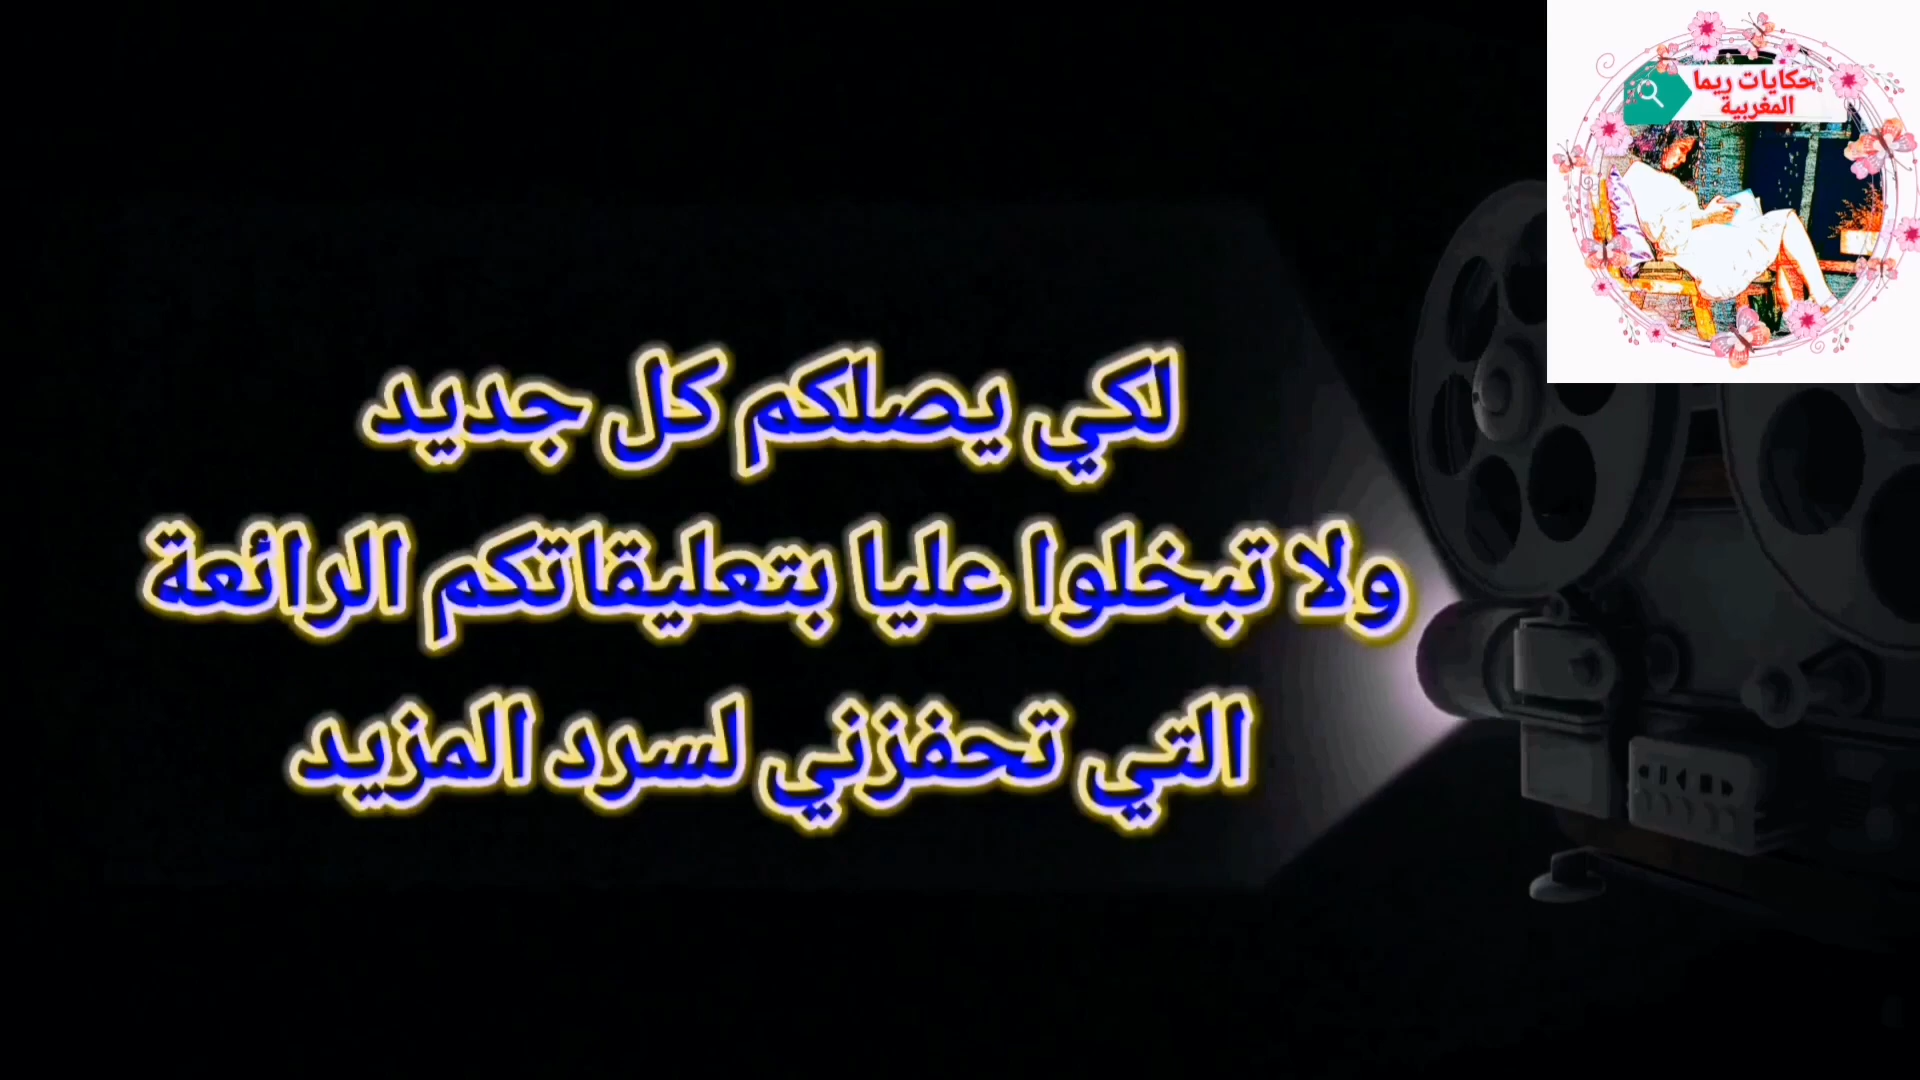 حكايات ريما
المغربية
لكي يصلكم كل جديد
ولا تبخلوا عليا بتعليقاتكم الرائعة
التي تحفزني لسرد المزيد